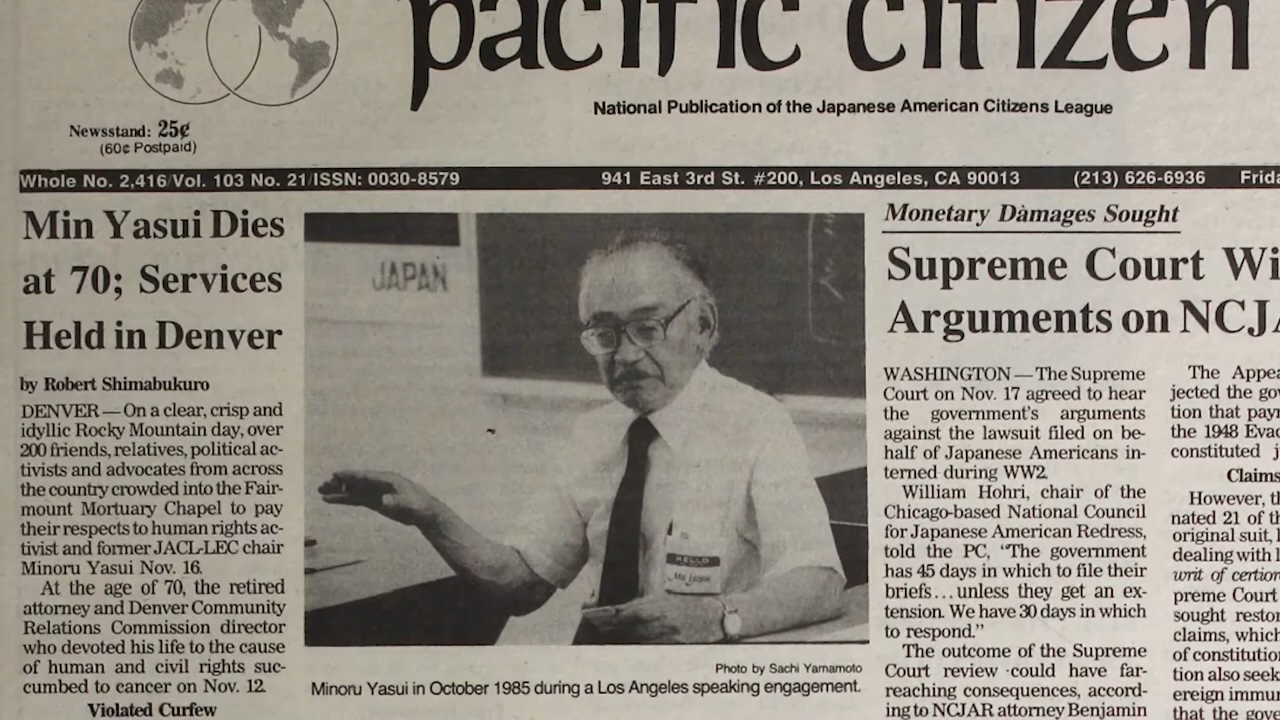 pacific citizen
National Publication of the Japanese American Citizens League
Newsstand: 25¢
(60¢ Postpaid)
Whole No. 2,416/Vol. 103 No. 21/ISSN: 0030-8579
941 East 3rd St. #200, Los Angeles, CA 90013
(213) 626-6936
Min Yasui Dies
at 70; Services
Held in Denver
by Robert Shimabukuro
DENVER — On a clear, crisp and
idyllic Rocky Mountain day, over
200 friends, relatives, political ac-
tivists and advocates from across
the country crowded into the Fair-
mount Mortuary Chapel to pay
their respects to human rights ac-
tivist and former JACL-LEC chair
Minoru Yasui Nov. 16.
At the age of 70, the retired
attorney and Denver Community
Relations Commission director
who devoted his life to the cause
of human and civil rights suc-
cumbed to cancer on Nov. 12.
Violated Curfew
JAPAN
HELLO
Photo by Sachi Yamamoto
Minoru Yasui in October 1985 during a Los Angeles speaking engagement.
Monetary Damages Sought
Supreme Court Wi
Arguments on NCJA
WASHINGTON — The Supreme
Court on Nov. 17 agreed to hear
the government's arguments
against the lawsuit filed on be-
half of Japanese Americans in-
terned during WW2.
William Hohri, chair of the
Chicago-based National Council
for Japanese American Redress,
told the PC, "The government
has 45 days in which to file their
briefs... unless they get an ex-
tension. We have 30 days in which
to respond."
The outcome of the Supreme
Court review could have far-
reaching consequences, accord-
ing to NCJAR attorney Benjamin
The Appea
jected the gov
tion that payn
the 1948 Evac
constituted j
Claims
However, th
nated 21 of th
original suit, l
dealing with l
writ of certior
preme Court
sought restor
claims, which
of constitution
tion also seek
ereign immun
that the gove